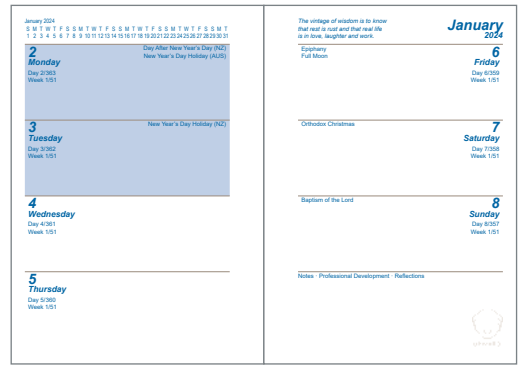 January 2024
S M T W T F S S M T W T F S S M T W T F S S M T W T F S S M T
1 2 3 4 5 6 7 8 9 10 11 12 13 14 15 16 17 18 19 20 21 22 23 24 25 26 27 28 29 30 31
2
Monday
Day 2/363
Week 1/51
Day After New Year's Day (NZ)
New Year's Day Holiday (AUS)
3
Tuesday
Day 3/362
Week 1/51
New Year's Day Holiday (NZ)
4
Wednesday
Day 4/361
Week 1/51
5
Thursday
Day 5/360
Week 1/51
The vintage of wisdom is to know
that rest is rust and that real life
is in love, laughter and work.
January
2024
Epiphany
Full Moon
6
Friday
Day 6/359
Week 1/51
Orthodox Christmas
7
Saturday
Day 7/358
Week 1/51
Baptism of the Lord
8
Sunday
Day 8/357
Week 1/51
Notes · Professional Development · Reflections